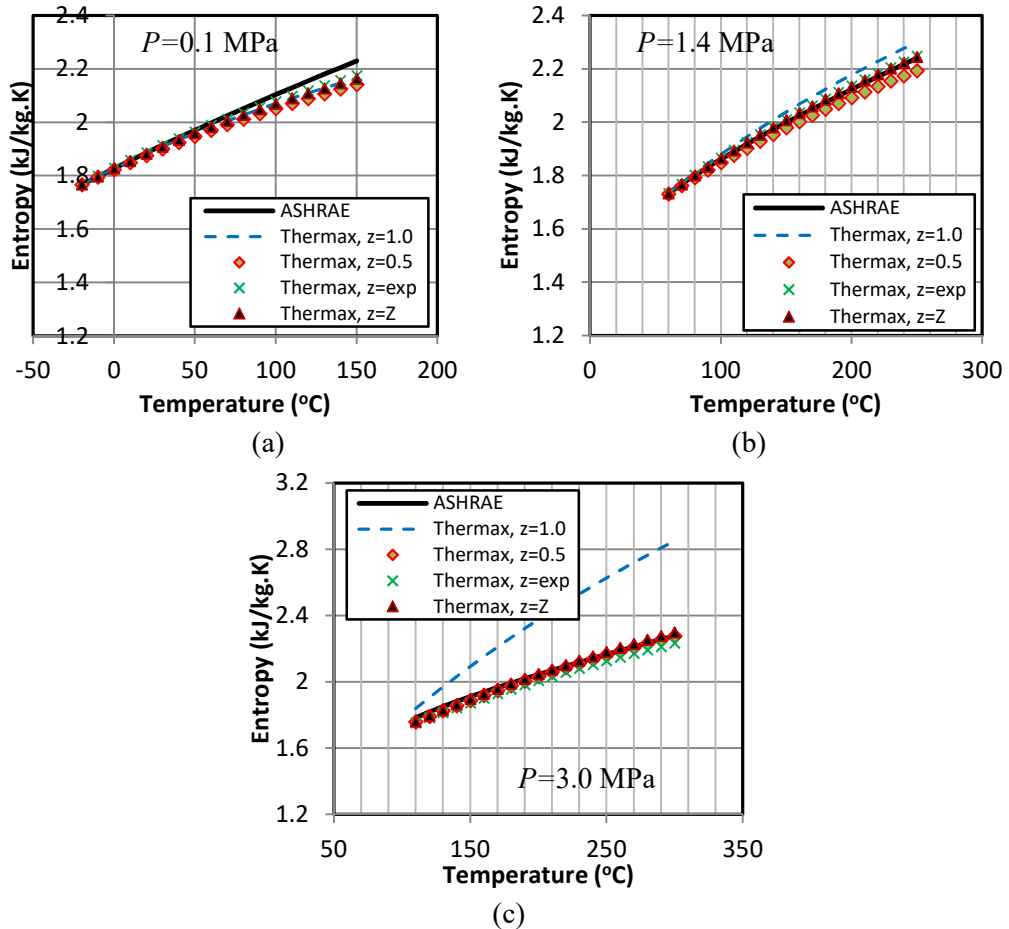 P=0.1 MPa
Entropy (kJ/kg.K)
2.4
2.2
2
1.8
1.6
1.4
1.2
ASHRAE
Thermax, z=1.0
Thermax, z=0.5
Thermax, z=exp
Thermax, z=Z
-50 0 50 100 150 200
Temperature (°C)
(a)
P=1.4 MPa
Entropy (kJ/kg.K)
2.4
2.2
2
1.8
1.6
1.4
1.2
ASHRAE
Thermax, z=1.0
Thermax, z=0.5
Thermax, z=exp
Thermax, z=Z
0 100 200 300
Temperature (°C)
(b)
Entropy (kJ/kg.K)
3.2
2.8
2.4
2
1.6
1.2
ASHRAE
Thermax, z=1.0
Thermax, z=0.5
Thermax, z=exp
Thermax, z=Z
P=3.0 MPa
50 150 250 350
Temperature (°C)
(c)